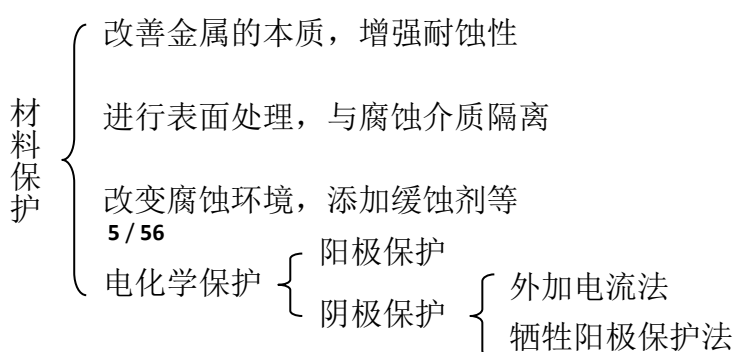 改善金属的本质，增强耐蚀性
材料保护
进行表面处理，与腐蚀介质隔离
改变腐蚀环境，添加缓蚀剂等
5 / 56
电化学保护
阳极保护
阴极保护
外加电流法
牺牲阳极保护法